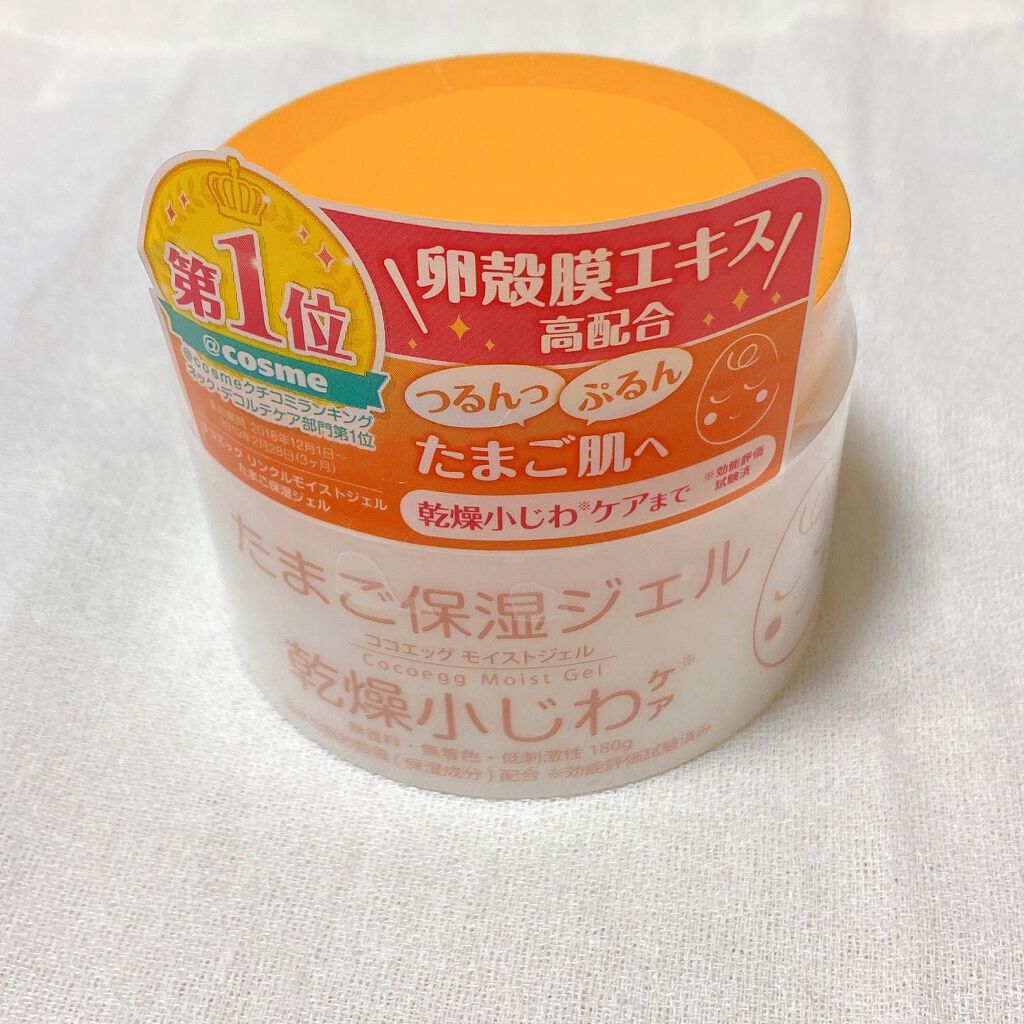 第1位
@cosme
@cosmeクチコミランキング
ネック・デコルテケア部門第1位
2018年12月1日~
2月28日(3ヶ月)
リンクルモイストジェル
たまご保湿ジェル
卵殻膜エキス
高配合
つるんっ ぷるん
たまご肌へ
乾燥小じわ※ケアまで
※効能評価
試験済
たまご保湿ジェル
ココエッグ モイストジェル
Cocoegg Moist Gel
乾燥小じわケア※
無香料・無着色・低刺激性 180g
(保湿成分)配合 ※効能評価試験済み